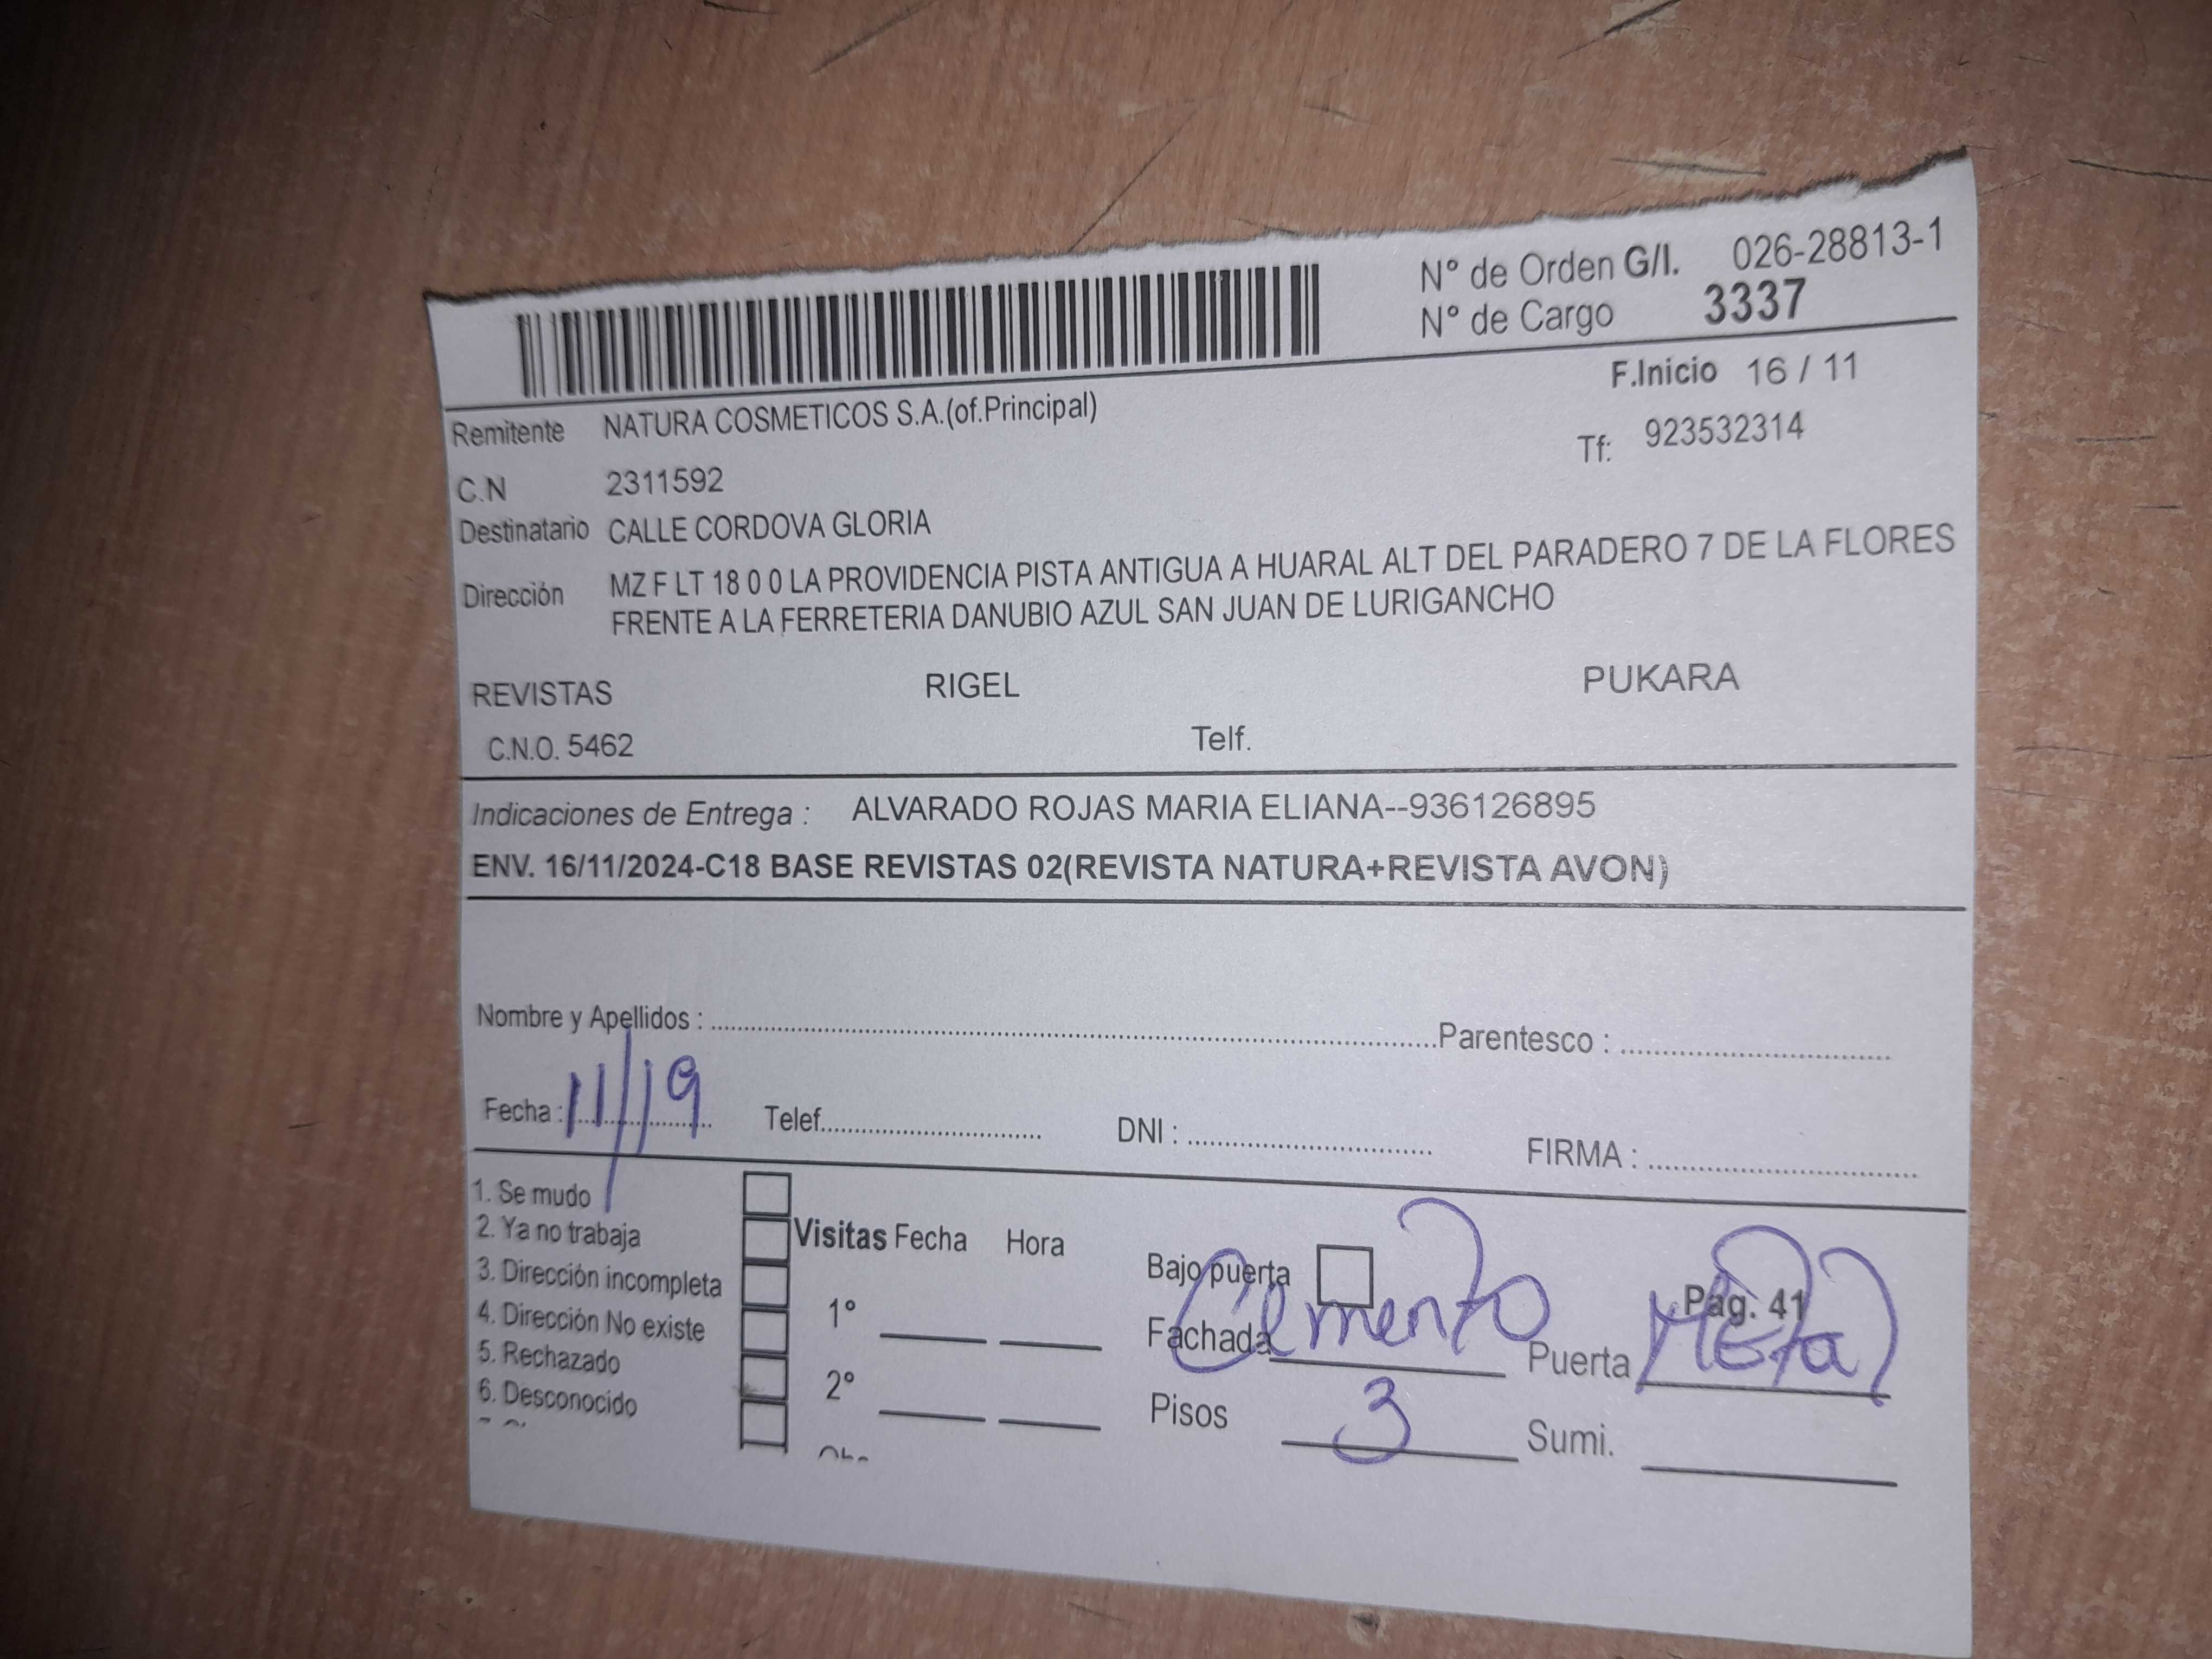 N° de Orden G/I. 026-28813-1
N° de Cargo 3337
F.Inicio 16 / 11
Remitente NATURA COSMETICOS S.A.(of.Principal)
Tf: 923532314
C.N 2311592
Destinatario CALLE CORDOVA GLORIA
Dirección MZ F LT 18 0 0 LA PROVIDENCIA PISTA ANTIGUA A HUARAL ALT DEL PARADERO 7 DE LA FLORES
FRENTE A LA FERRETERIA DANUBIO AZUL SAN JUAN DE LURIGANCHO
REVISTAS RIGEL PUKARA
C.N.O. 5462 Telf.
Indicaciones de Entrega : ALVARADO ROJAS MARIA ELIANA--936126895
ENV. 16/11/2024-C18 BASE REVISTAS 02(REVISTA NATURA+REVISTA AVON)
Nombre y Apellidos : Parentesco :
Fecha : 11/19 Telef. DNI : FIRMA :
1. Se mudo
2. Ya no trabaja
3. Dirección incompleta
4. Dirección No existe
5. Rechazado
6. Desconocido
Visitas Fecha Hora
1°
2°
Bajo puerta Pág. 41
Fachada Cemento Puerta Metal
Pisos 3 Sumi.